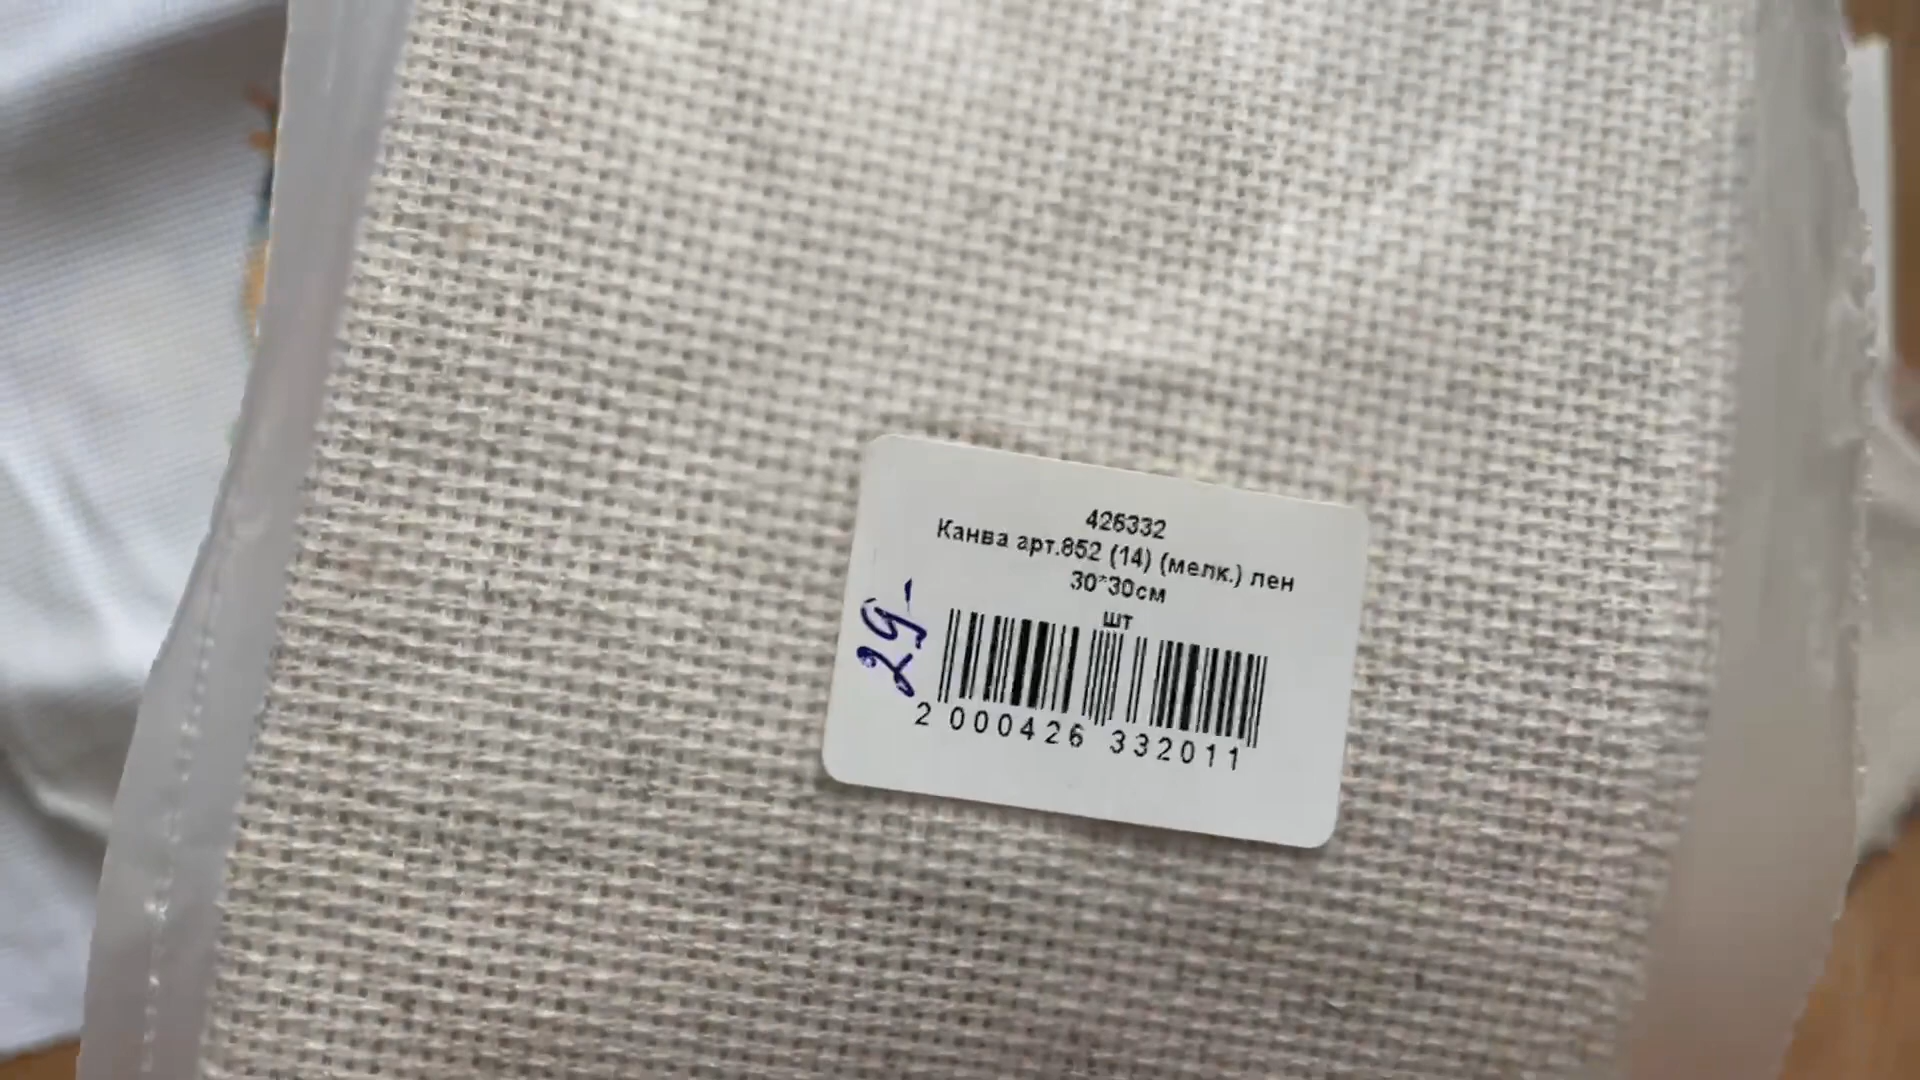 426332
Канва арт.852 (14) (мелк.) лен
30*30см
шт
29-
2 000426 332011